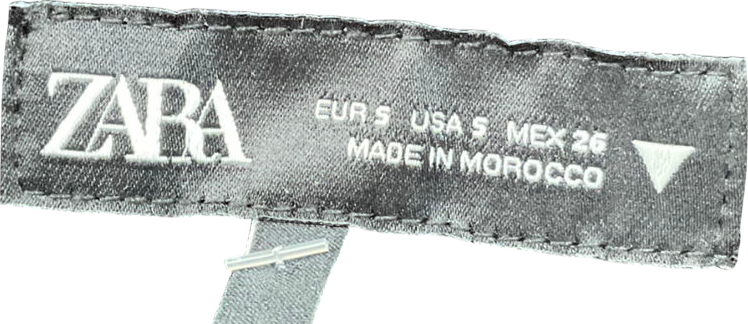 ZARA
EUR S USA S MEX 26
MADE IN MOROCCO